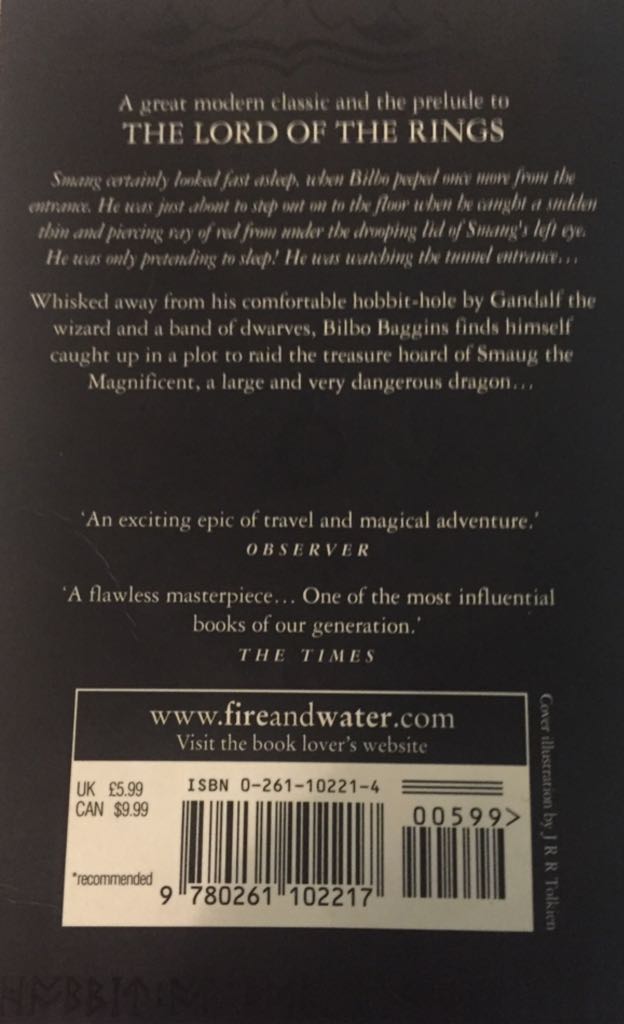 A great modern classic and the prelude to
THE LORD OF THE RINGS
Smaug certainly looked fast asleep, when Bilbo peeped once more from the
entrance. He was just about to step out on to the floor when he caught a sudden
thin and piercing ray of red from under the drooping lid of Smaug's left eye.
He was only pretending to sleep! He was watching the tunnel entrance...
Whisked away from his comfortable hobbit-hole by Gandalf the
wizard and a band of dwarves, Bilbo Baggins finds himself
caught up in a plot to raid the treasure hoard of Smaug the
Magnificent, a large and very dangerous dragon...
'An exciting epic of travel and magical adventure.'
OBSERVER
'A flawless masterpiece... One of the most influential
books of our generation.'
THE TIMES
www.fireandwater.com
Visit the book lover's website
UK £5.99
CAN $9.99
*recommended
ISBN 0-261-10221-4
9 780261 102217
00599>
Cover illustration by J R R Tolkien